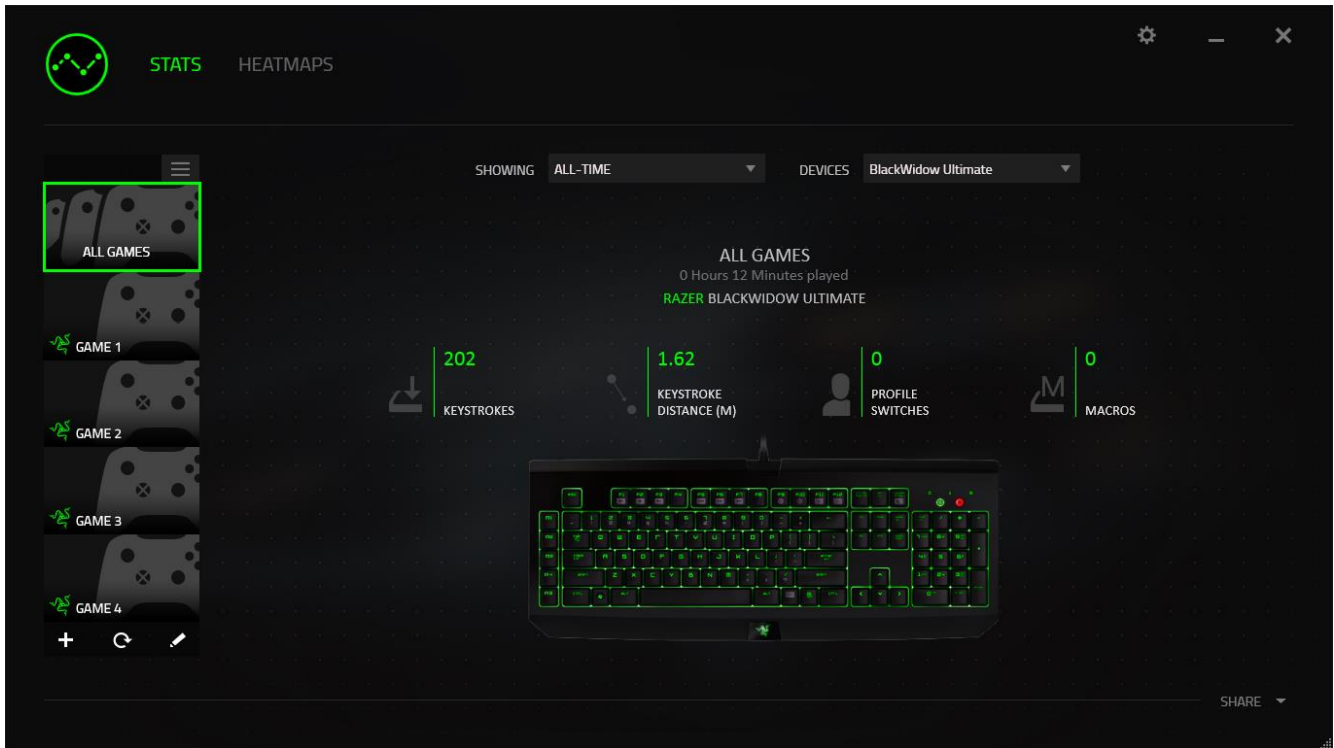 STATS HEATMAPS
SHOWING ALL-TIME DEVICES BlackWidow Ultimate
ALL GAMES
GAME 1
GAME 2
GAME 3
GAME 4
ALL GAMES
0 Hours 12 Minutes played
RAZER BLACKWIDOW ULTIMATE
202
KEYSTROKES
1.62
KEYSTROKE
DISTANCE (M)
0
PROFILE
SWITCHES
M
0
MACROS
SHARE